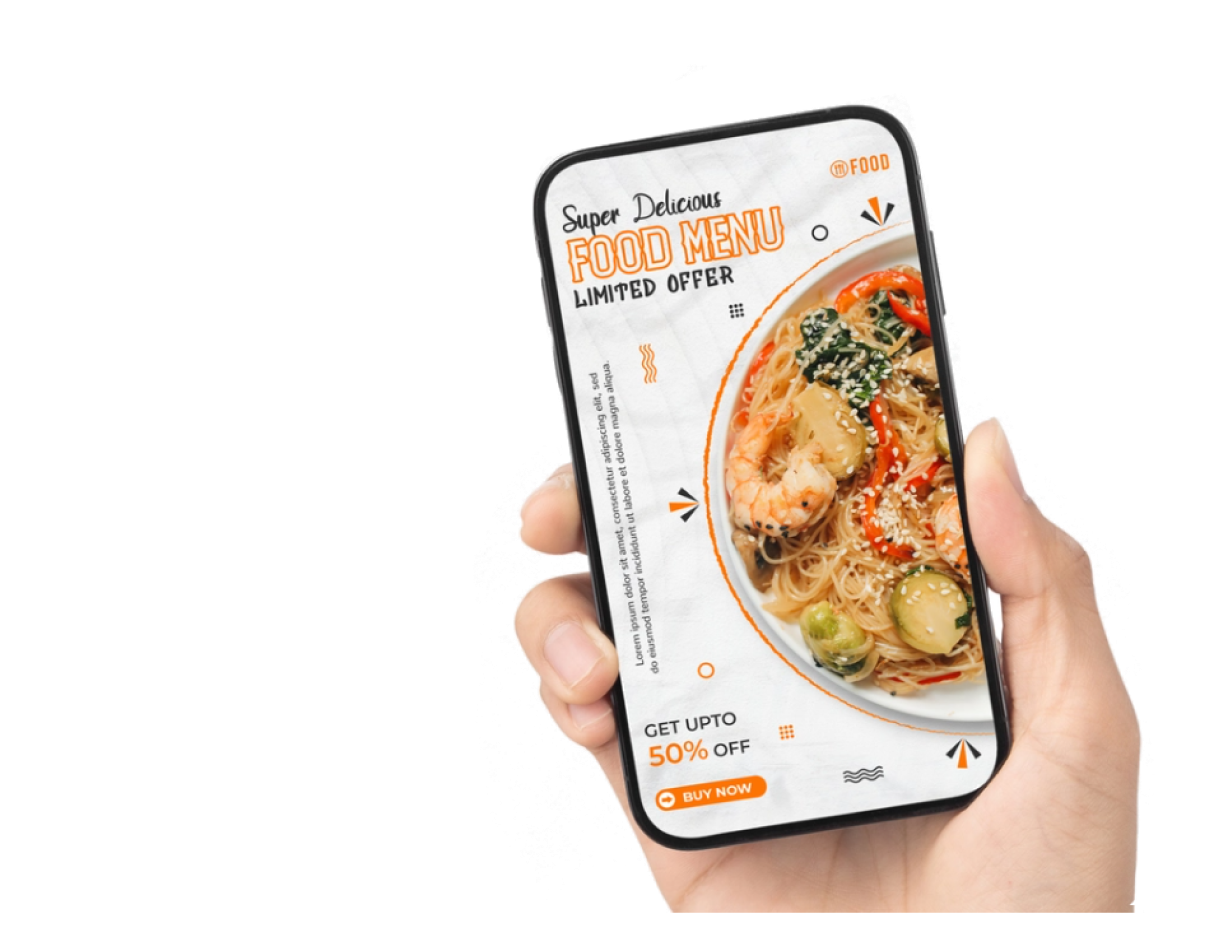 FOOD
Super Delicious
FOOD MENU
LIMITED OFFER
Lorem ipsum dolor sit amet, consectetur adipiscing elit, sed
do eiusmod tempor incididunt ut labore et dolore magna aliqua.
GET UPTO
50% OFF
BUY NOW